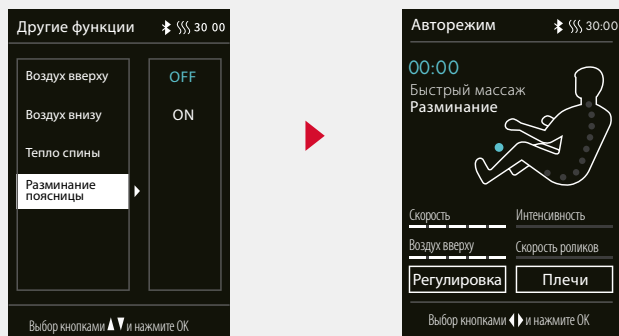 Другие функции 30 00
Воздух вверху
OFF
Воздух внизу
ON
Тепло спины
Разминание
поясницы
Выбор кнопками и нажмите OK
Авторежим 30:00
00:00
Быстрый массаж
Разминание
Скорость
Интенсивность
Воздух вверху
Скорость роликов
Регулировка
Плечи
Выбор кнопками и нажмите OK